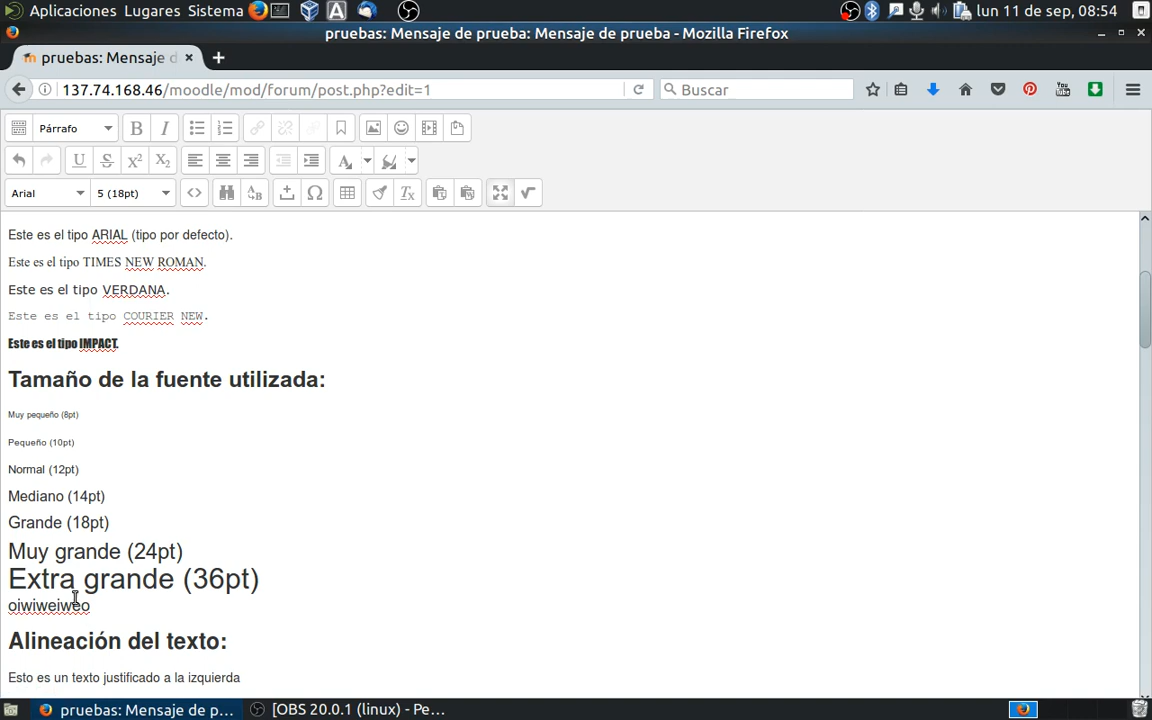 Aplicaciones Lugares Sistema lun 11 de sep, 08:54
pruebas: Mensaje de prueba: Mensaje de prueba - Mozilla Firefox
pruebas: Mensaje d
137.74.168.46/moodle/mod/forum/post.php?edit=1 Buscar
Párrafo B I
U S X² X₂ A
Arial 5 (18pt)
Este es el tipo ARIAL (tipo por defecto).
Este es el tipo TIMES NEW ROMAN.
Este es el tipo VERDANA.
Este es el tipo COURIER NEW.
Este es el tipo IMPACT.
Tamaño de la fuente utilizada:
Muy pequeño (8pt)
Pequeño (10pt)
Normal (12pt)
Mediano (14pt)
Grande (18pt)
Muy grande (24pt)
Extra grande (36pt)
oiwiweiweo
Alineación del texto:
Esto es un texto justificado a la izquierda
pruebas: Mensaje de p... [OBS 20.0.1 (linux) - Pe...